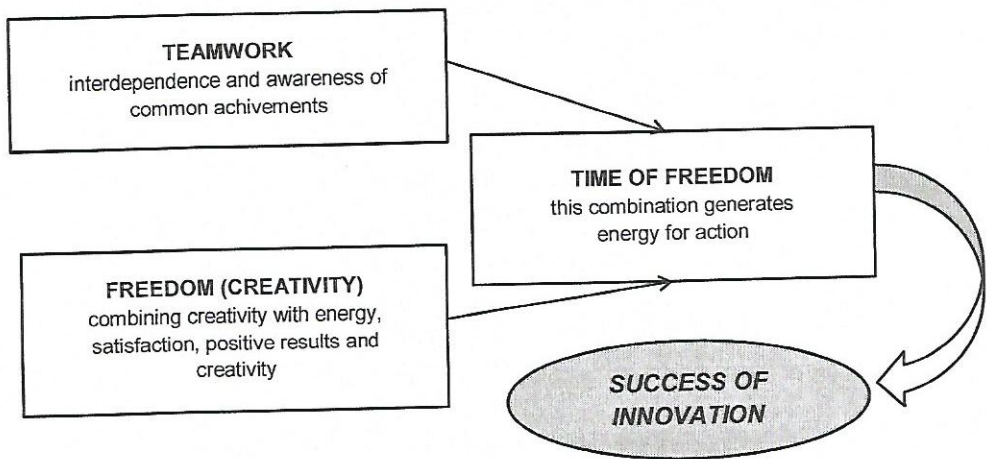 TEAMWORK
interdependence and awareness of
common achivements
TIME OF FREEDOM
this combination generates
energy for action
FREEDOM (CREATIVITY)
combining creativity with energy,
satisfaction, positive results and
creativity
SUCCESS OF
INNOVATION